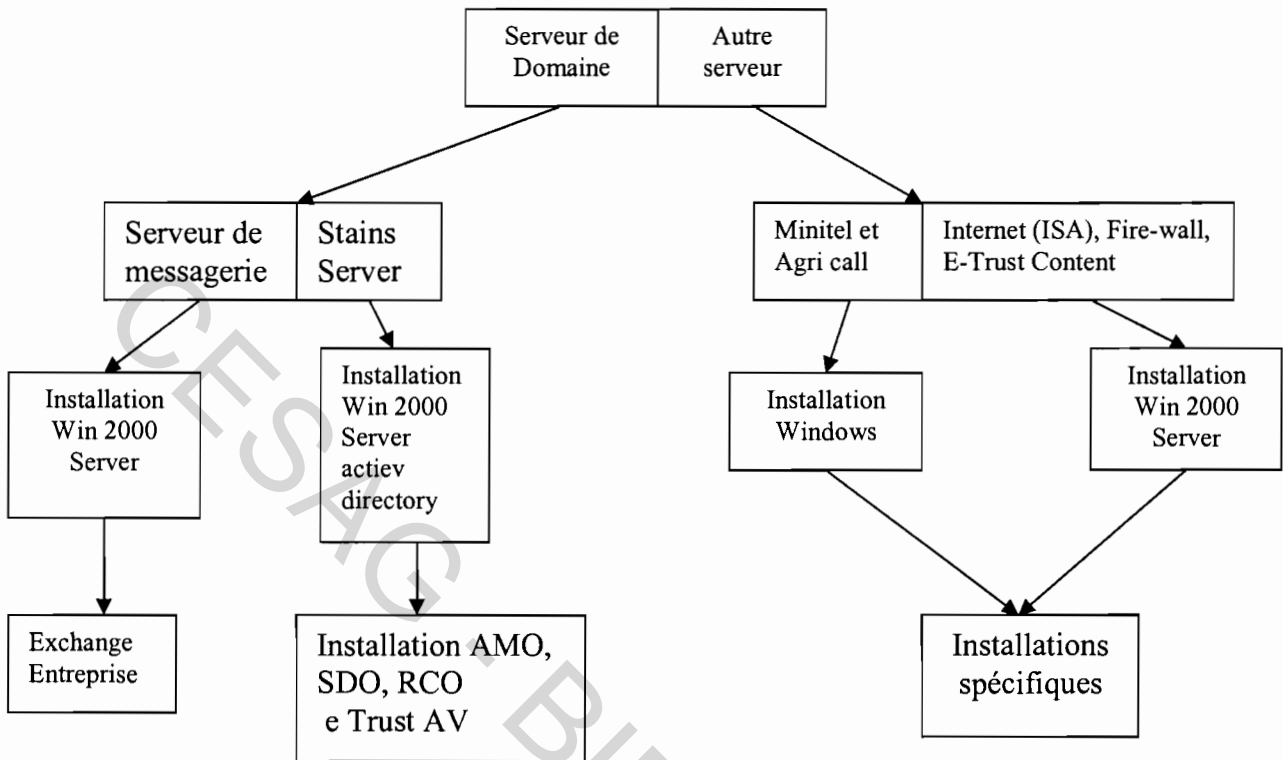 Serveur de
Domaine
Autre
serveur
Serveur de
messagerie
Stains
Server
Minitel et
Agri call
Internet (ISA), Fire-wall,
E-Trust Content
Installation
Win 2000
Server
Installation
Win 2000
Server
actiev
directory
Installation
Windows
Installation
Win 2000
Server
Exchange
Entreprise
Installation AMO,
SDO, RCO
e Trust AV
Installations
spécifiques
CESAG -